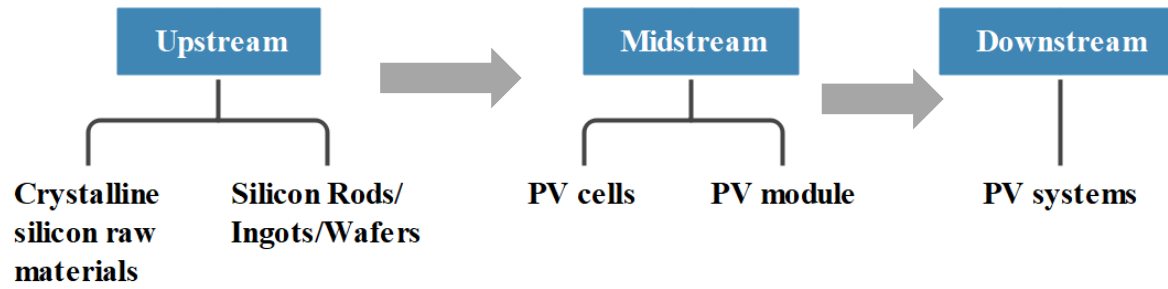 Upstream
Midstream
Downstream
Crystalline
silicon raw
materials
Silicon Rods/
Ingots/Wafers
PV cells
PV module
PV systems